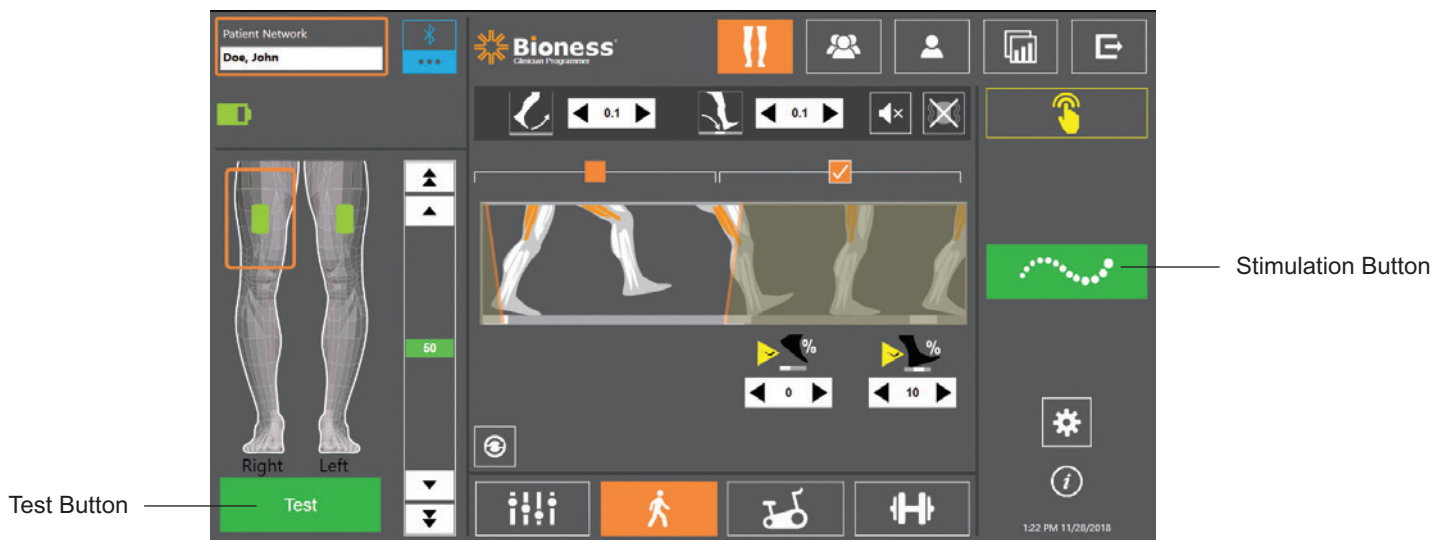 Patient Network
Doe, John
Bioness
Clinician Programmer
0.1
0.1
50
%
%
0
10
Right Left
Test
1:22 PM 11/28/2018
Stimulation Button
Test Button
i